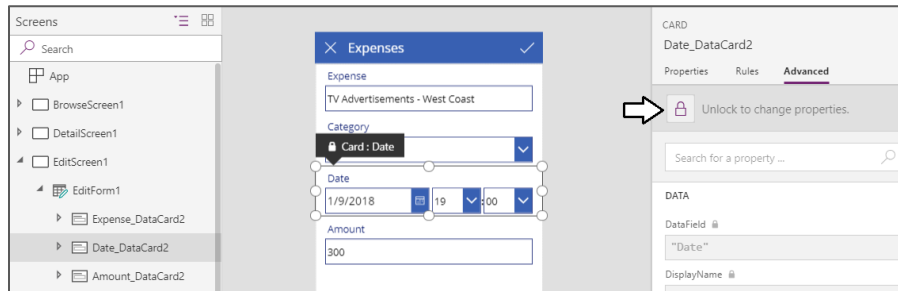 Screens
Search
App
BrowseScreen1
DetailScreen1
EditScreen1
EditForm1
Expense_DataCard2
Date_DataCard2
Amount_DataCard2
Expenses
Expense
TV Advertisements - West Coast
Category
Card : Date
Date
1/9/2018 19 : 00
Amount
300
CARD
Date_DataCard2
Properties Rules Advanced
Unlock to change properties.
Search for a property ...
DATA
DataField
"Date"
DisplayName